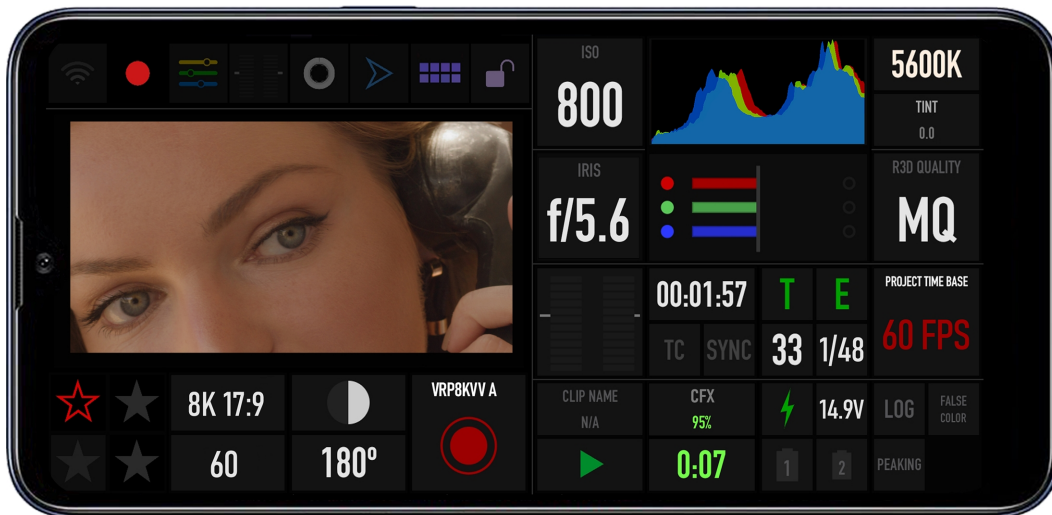 ISO
800
5600K
TINT
0.0
IRIS
f/5.6
R3D QUALITY
MQ
00:01:57
T
E
PROJECT TIME BASE
60 FPS
TC
SYNC
33
1/48
8K 17:9
VRP8KVV A
CLIP NAME
N/A
CFX
95%
14.9V
LOG
FALSE
COLOR
60
180º
0:07
1
2
PEAKING